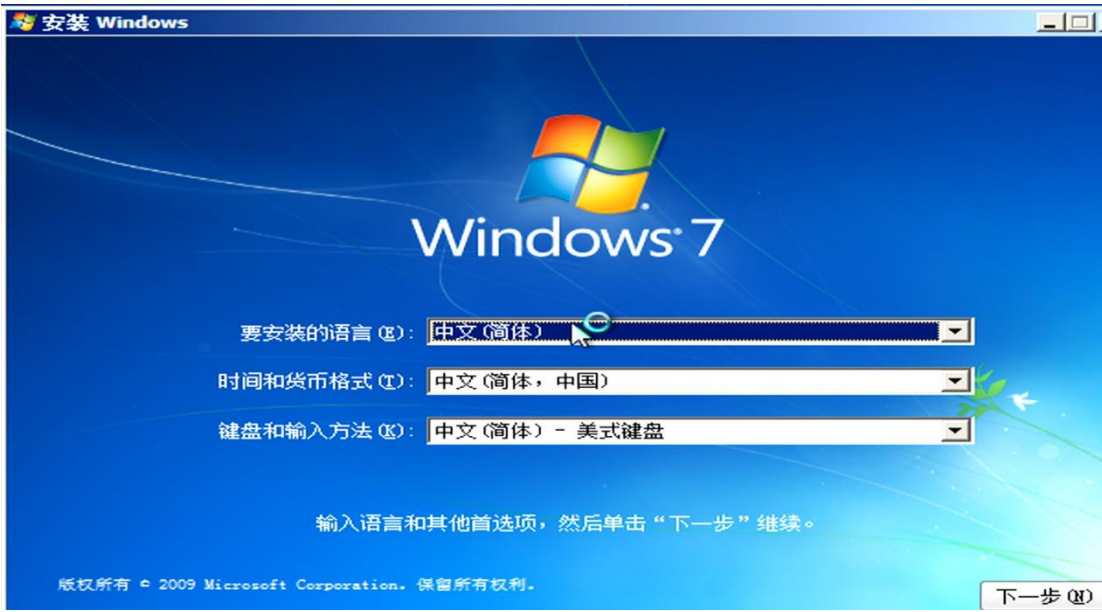 安装 Windows
Windows 7
要安装的语言(E): 中文(简体)
时间和货币格式(T): 中文(简体，中国)
键盘和输入方法(K): 中文(简体) - 美式键盘
输入语言和其他首选项，然后单击“下一步”继续。
版权所有 © 2009 Microsoft Corporation。保留所有权利。
下一步(N)